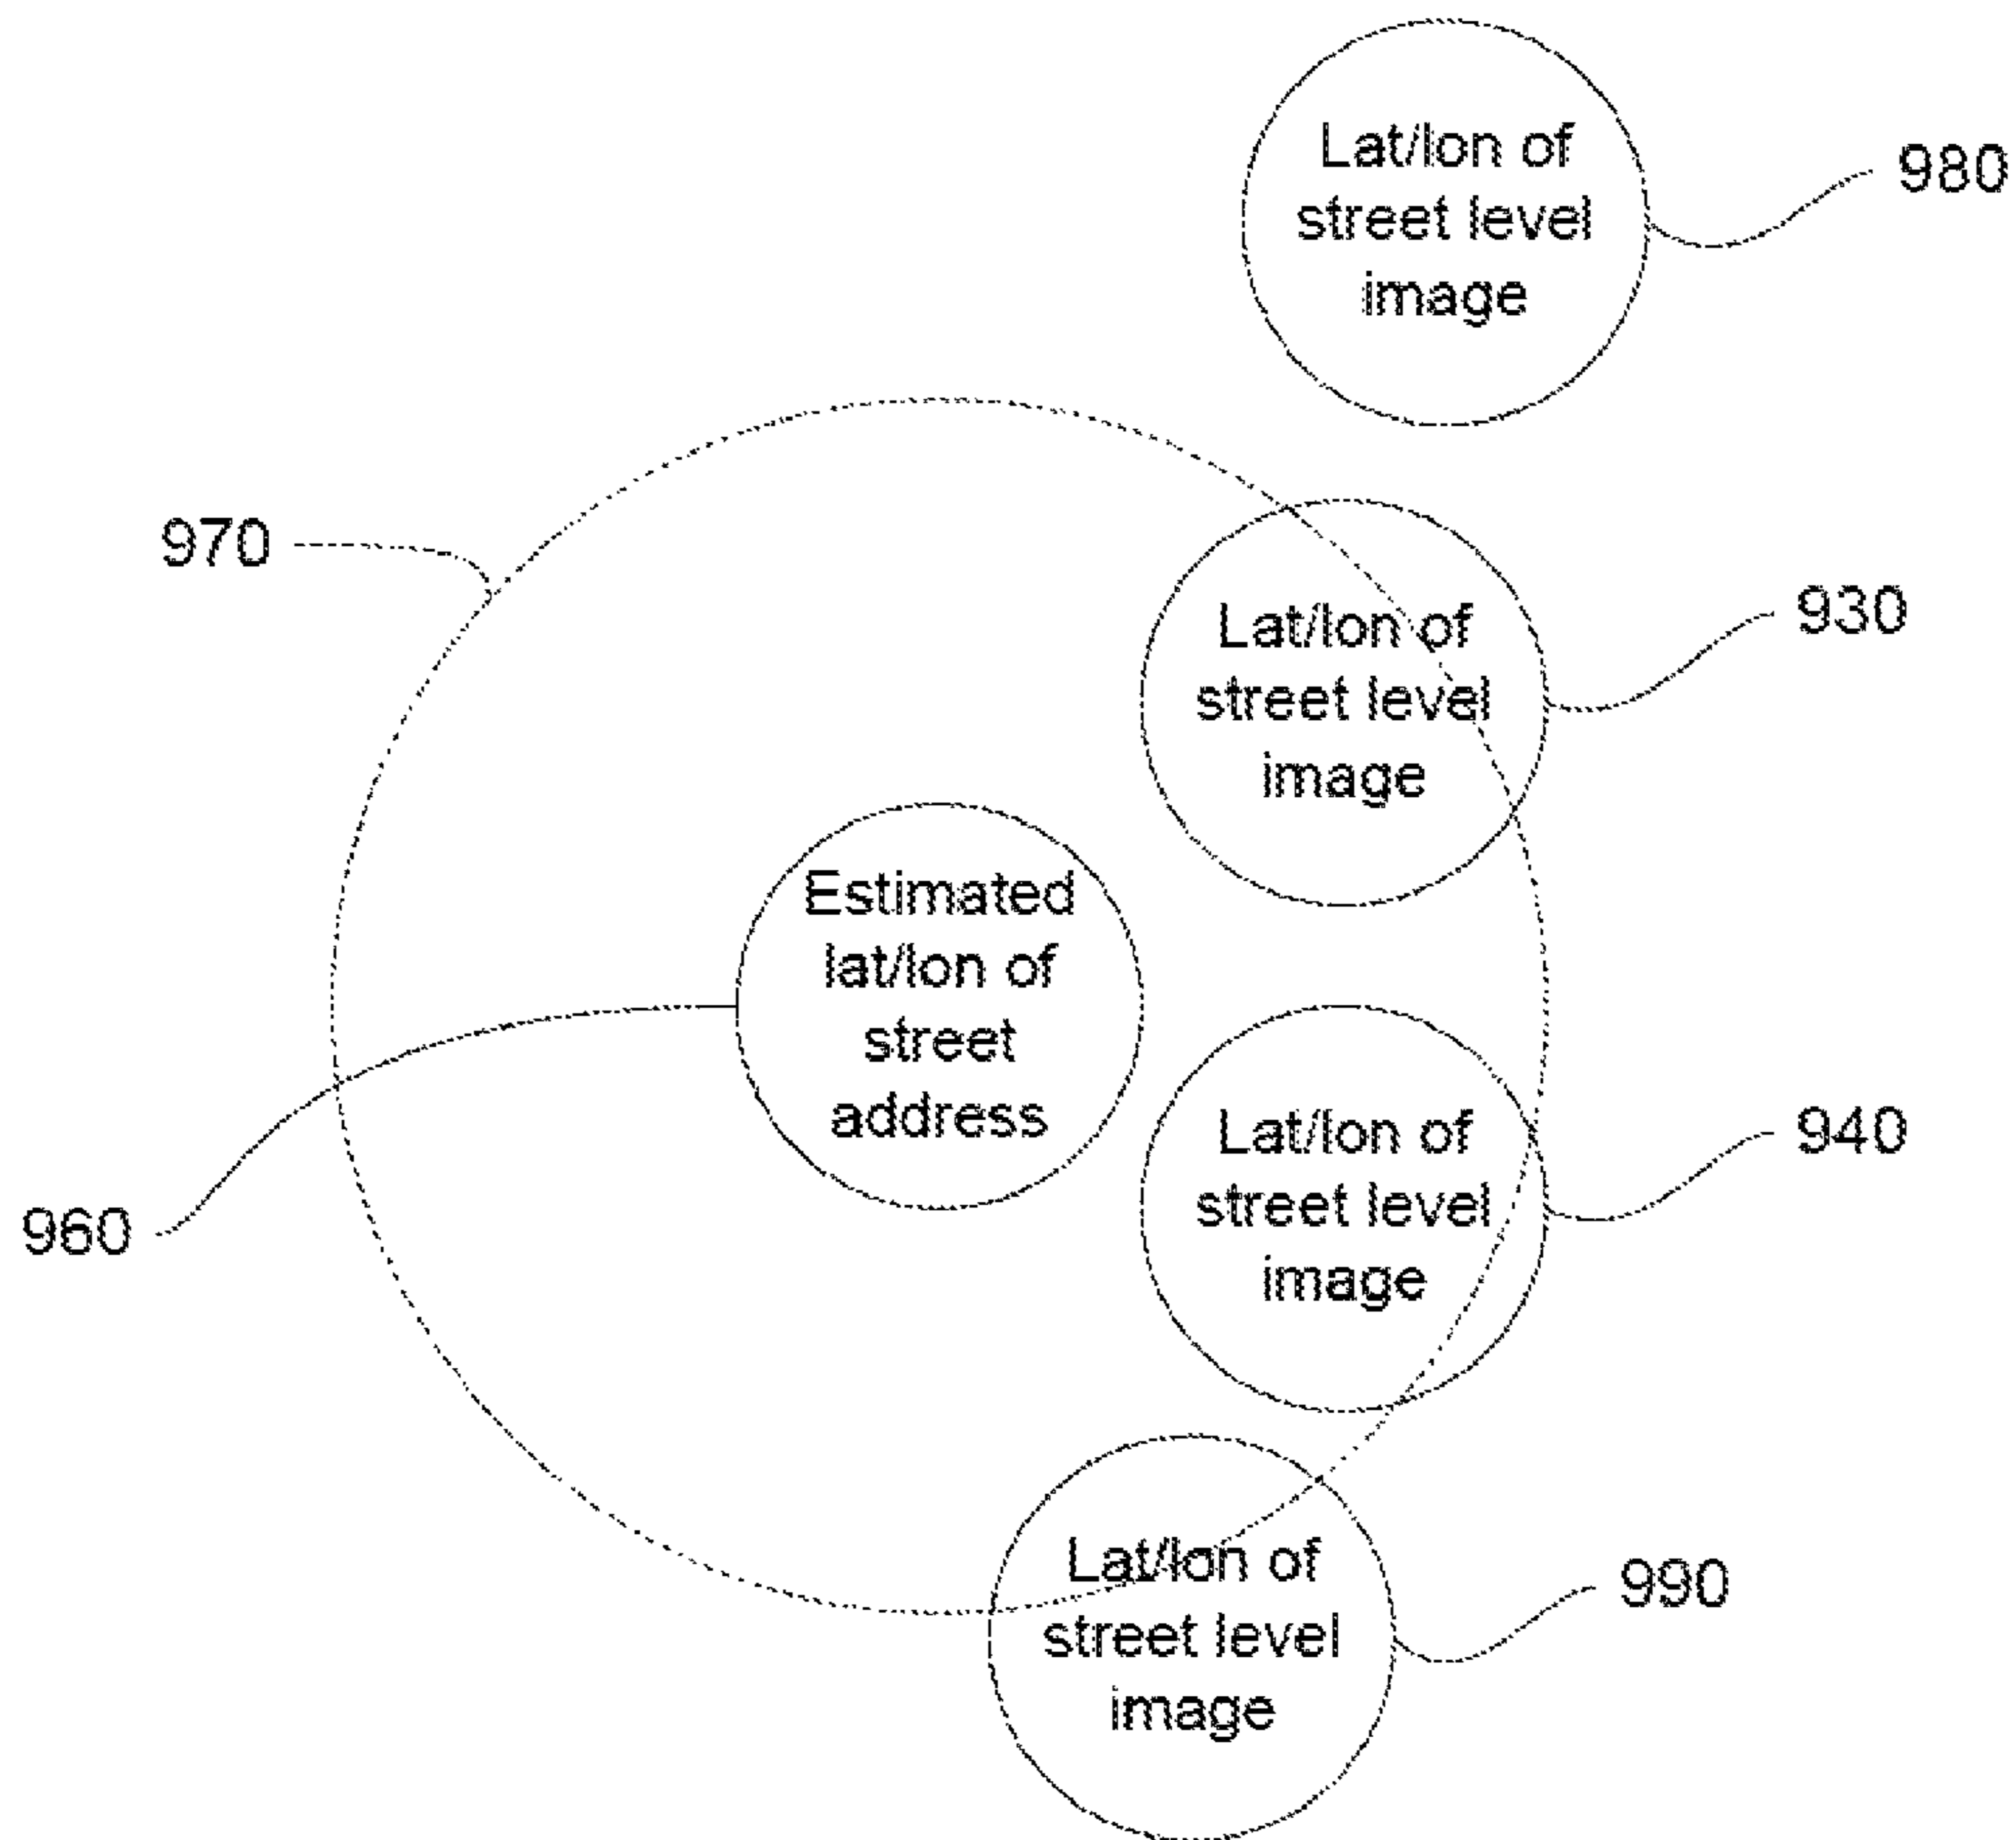 Lat/lon of
street level
image
980
970
Lat/lon of
street level
image
930
Estimated
lat/lon of
street
address
960
Lat/lon of
street level
image
940
Lat/lon of
street level
image
990